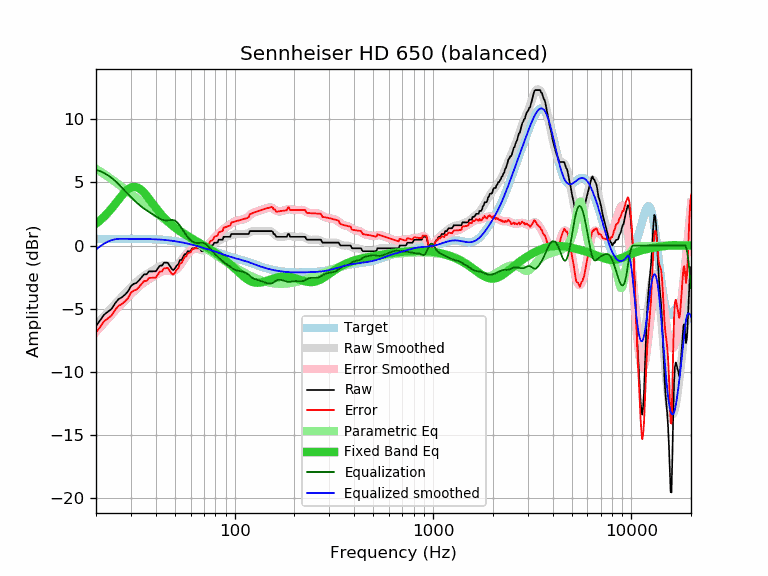 Sennheiser HD 650 (balanced)
10
5
0
−5
−10
−15
−20
Amplitude (dBr)
Target
Raw Smoothed
Error Smoothed
Raw
Error
Parametric Eq
Fixed Band Eq
Equalization
Equalized smoothed
100 1000 10000
Frequency (Hz)